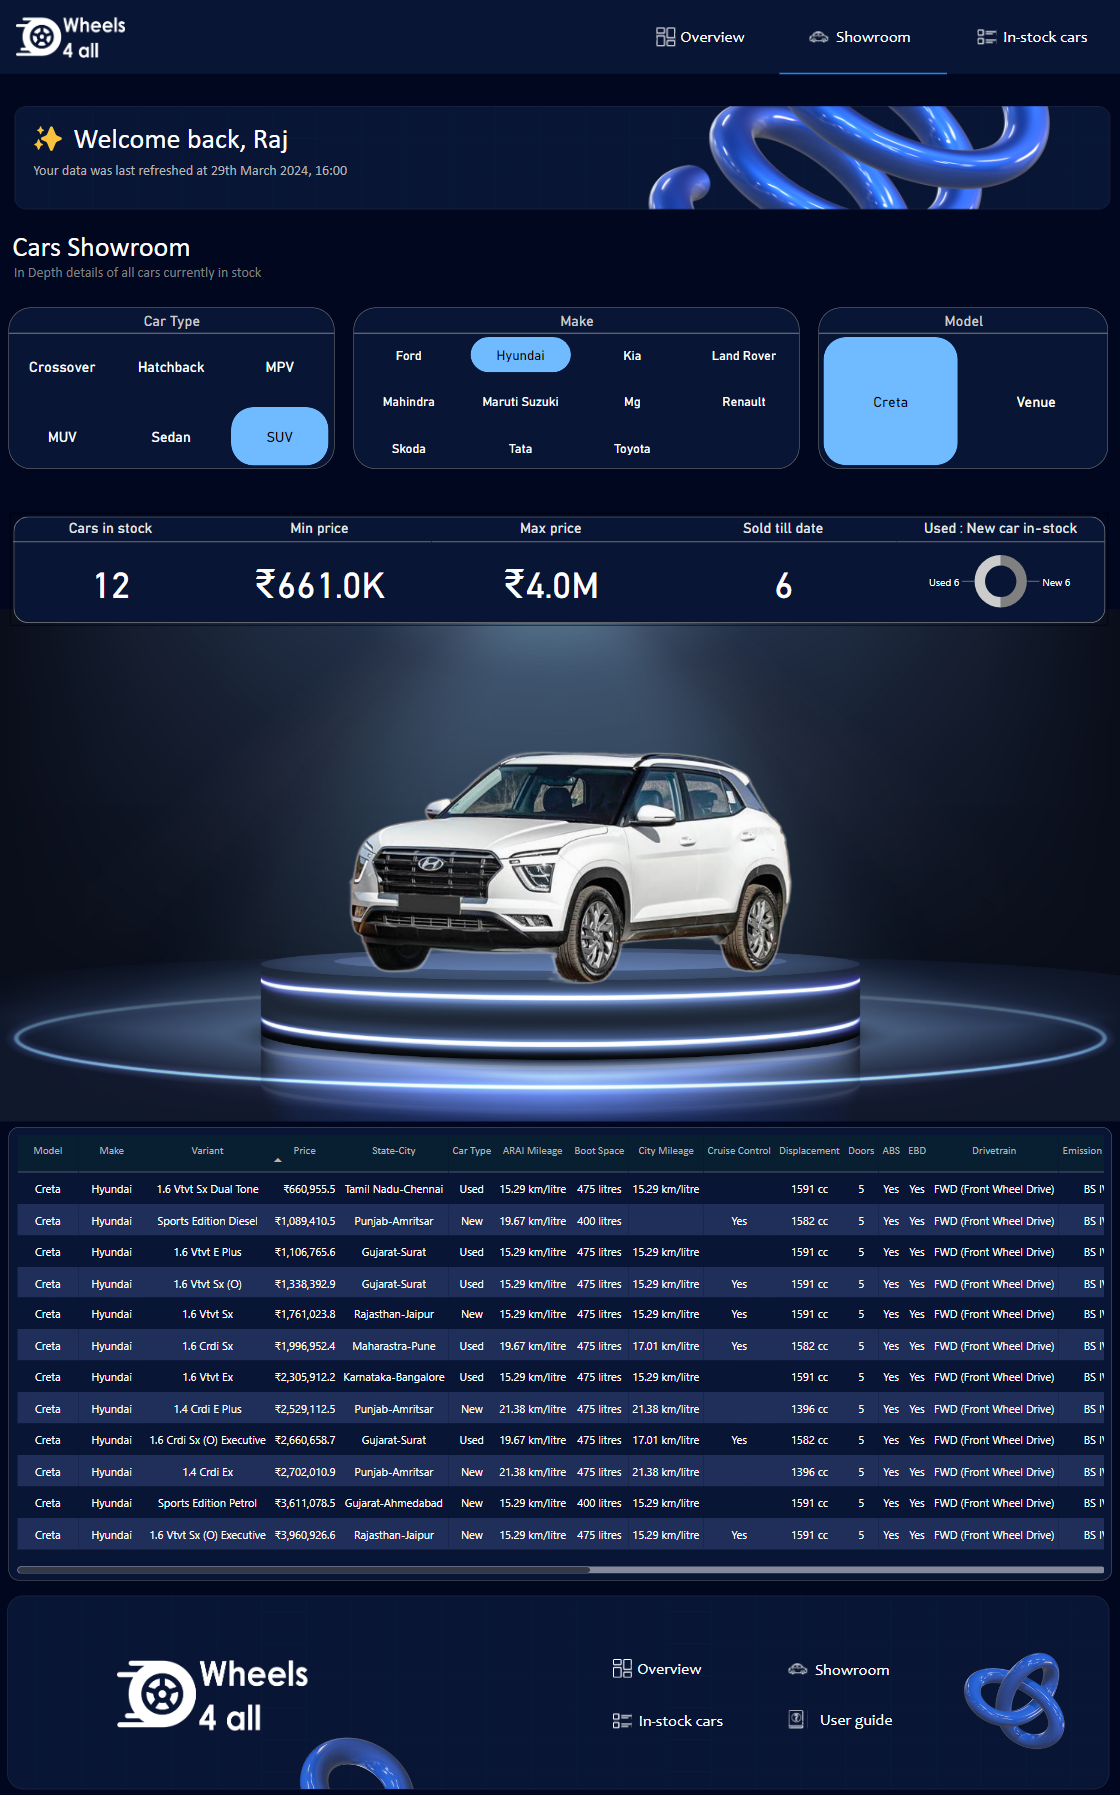 Wheels
4 all
Overview
Showroom
In-stock cars
✨ Welcome back, Raj
Your data was last refreshed at 29th March 2024, 16:00
Cars Showroom
In Depth details of all cars currently in stock
Car Type
Crossover Hatchback MPV
MUV Sedan SUV
Make
Ford Hyundai Kia Land Rover
Mahindra Maruti Suzuki Mg Renault
Skoda Tata Toyota
Model
Creta Venue
Cars in stock Min price Max price Sold till date Used : New car in-stock
12 ₹661.0K ₹4.0M 6 Used 6 New 6
Model Make Variant Price State-City Car Type ARAI Mileage Boot Space City Mileage Cruise Control Displacement Doors ABS EBD Drivetrain Emission
Creta Hyundai 1.6 Vtvt Sx Dual Tone ₹660,955.5 Tamil Nadu-Chennai Used 15.29 km/litre 475 litres 15.29 km/litre 1591 cc 5 Yes Yes FWD (Front Wheel Drive) BS I
Creta Hyundai Sports Edition Diesel ₹1,089,410.5 Punjab-Amritsar New 19.67 km/litre 400 litres Yes 1582 cc 5 Yes Yes FWD (Front Wheel Drive) BS I
Creta Hyundai 1.6 Vtvt E Plus ₹1,106,765.6 Gujarat-Surat Used 15.29 km/litre 475 litres 15.29 km/litre 1591 cc 5 Yes Yes FWD (Front Wheel Drive) BS I
Creta Hyundai 1.6 Vtvt Sx (O) ₹1,338,392.9 Gujarat-Surat Used 15.29 km/litre 475 litres 15.29 km/litre Yes 1591 cc 5 Yes Yes FWD (Front Wheel Drive) BS I
Creta Hyundai 1.6 Vtvt Sx ₹1,761,023.8 Rajasthan-Jaipur New 15.29 km/litre 475 litres 15.29 km/litre Yes 1591 cc 5 Yes Yes FWD (Front Wheel Drive) BS I
Creta Hyundai 1.6 Crdi Sx ₹1,996,952.4 Maharastra-Pune Used 19.67 km/litre 475 litres 17.01 km/litre Yes 1582 cc 5 Yes Yes FWD (Front Wheel Drive) BS I
Creta Hyundai 1.6 Vtvt Ex ₹2,305,912.2 Karnataka-Bangalore Used 15.29 km/litre 475 litres 15.29 km/litre 1591 cc 5 Yes Yes FWD (Front Wheel Drive) BS I
Creta Hyundai 1.4 Crdi E Plus ₹2,529,112.5 Punjab-Amritsar New 21.38 km/litre 475 litres 21.38 km/litre 1396 cc 5 Yes Yes FWD (Front Wheel Drive) BS I
Creta Hyundai 1.6 Crdi Sx (O) Executive ₹2,660,658.7 Gujarat-Surat Used 19.67 km/litre 475 litres 17.01 km/litre Yes 1582 cc 5 Yes Yes FWD (Front Wheel Drive) BS I
Creta Hyundai 1.4 Crdi Ex ₹2,702,010.9 Punjab-Amritsar New 21.38 km/litre 475 litres 21.38 km/litre 1396 cc 5 Yes Yes FWD (Front Wheel Drive) BS I
Creta Hyundai Sports Edition Petrol ₹3,611,078.5 Gujarat-Ahmedabad New 15.29 km/litre 400 litres 15.29 km/litre 1591 cc 5 Yes Yes FWD (Front Wheel Drive) BS I
Creta Hyundai 1.6 Vtvt Sx (O) Executive ₹3,960,926.6 Rajasthan-Jaipur New 15.29 km/litre 475 litres 15.29 km/litre Yes 1591 cc 5 Yes Yes FWD (Front Wheel Drive) BS I
Wheels
4 all
Overview
Showroom
In-stock cars
User guide